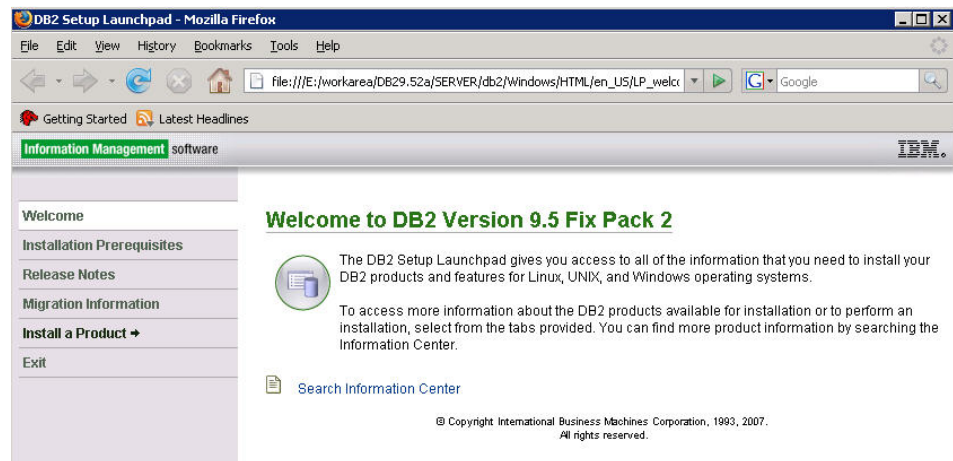 DB2 Setup Launchpad - Mozilla Firefox
File Edit View History Bookmarks Tools Help
file:///E:/workarea/DB29.52a/SERVER/db2/Windows/HTML/en_US/LP_welc
G Google
Getting Started Latest Headlines
Information Management software
IBM.
Welcome
Installation Prerequisites
Release Notes
Migration Information
Install a Product →
Exit
Welcome to DB2 Version 9.5 Fix Pack 2
The DB2 Setup Launchpad gives you access to all of the information that you need to install your
DB2 products and features for Linux, UNIX, and Windows operating systems.
To access more information about the DB2 products available for installation or to perform an
installation, select from the tabs provided. You can find more product information by searching the
Information Center.
Search Information Center
© Copyright International Business Machines Corporation, 1993, 2007.
All rights reserved.